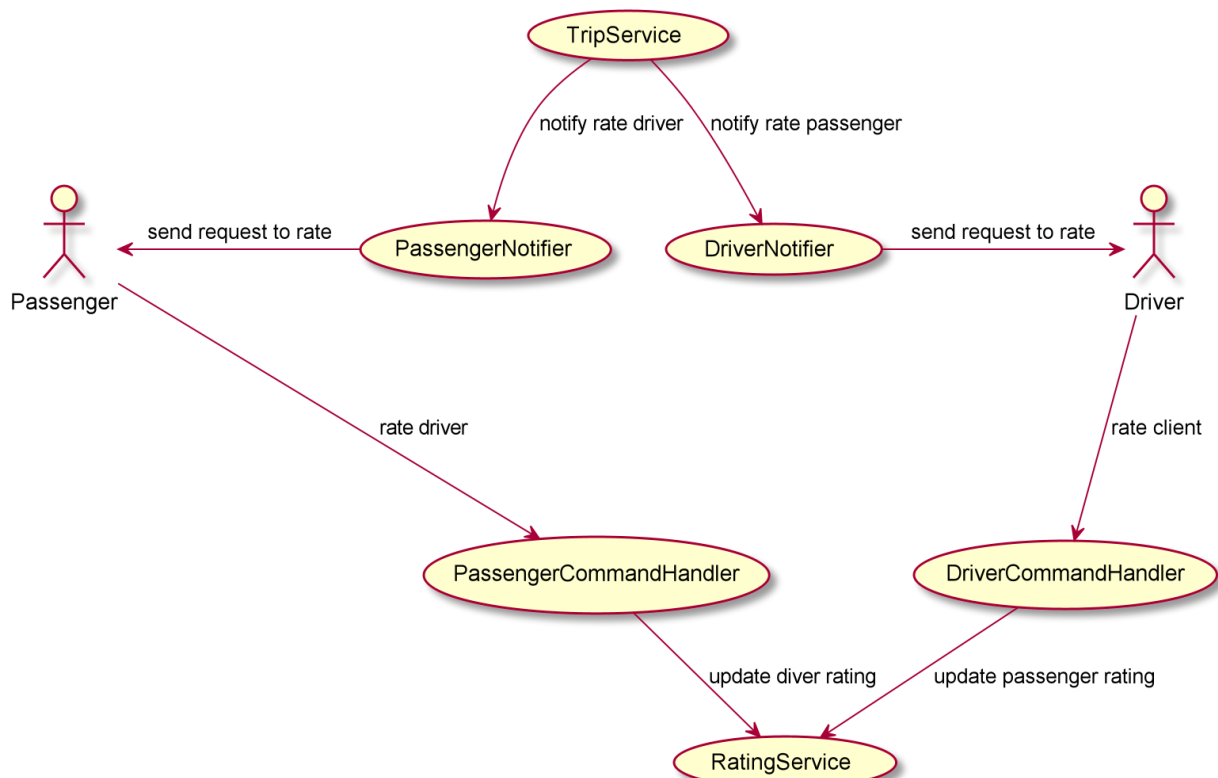 TripService
notify rate driver
notify rate passenger
send request to rate
PassengerNotifier
DriverNotifier
send request to rate
Passenger
Driver
rate driver
rate client
PassengerCommandHandler
DriverCommandHandler
update diver rating
update passenger rating
RatingService